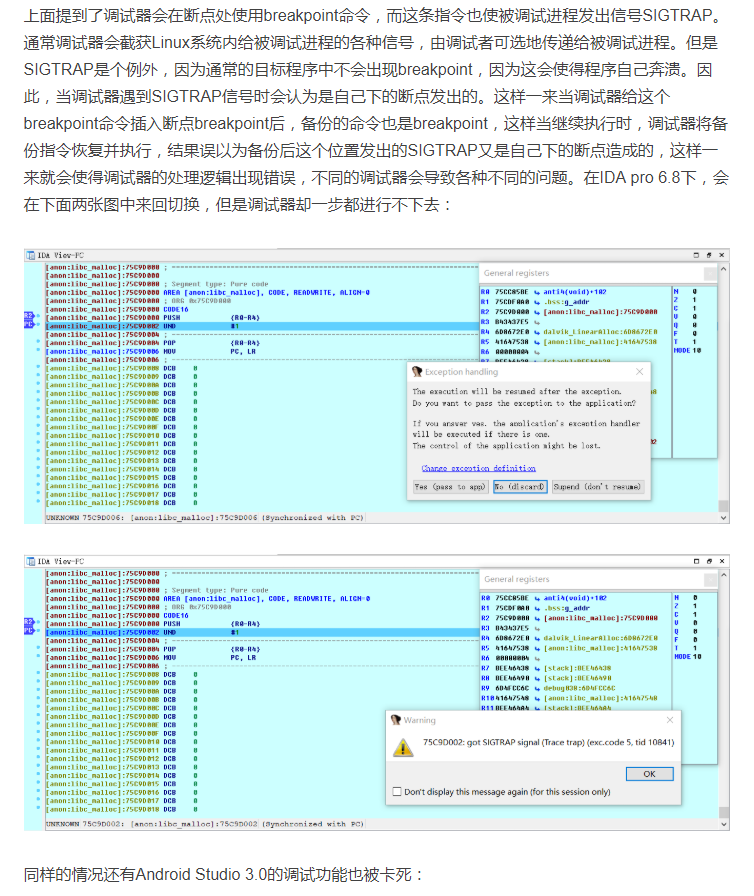 上面提到了调试器会在断点处使用breakpoint命令，而这条指令也使被调试进程发出信号SIGTRAP。
通常调试器会截获Linux系统内给被调试进程的各种信号，由调试者可选地传递给被调试进程。但是
SIGTRAP是个例外，因为通常的目标程序中不会出现breakpoint，因为这会使得程序自己奔溃。因
此，当调试器遇到SIGTRAP信号时会认为是自己下的断点发出的。这样一来当调试器给这个
breakpoint命令插入断点breakpoint后，备份的命令也是breakpoint，这样当继续执行时，调试器将备
份指令恢复并执行，结果误以为备份后这个位置发出的SIGTRAP又是自己下的断点造成的，这样一
来就会使得调试器的处理逻辑出现错误，不同的调试器会导致各种不同的问题。在IDA pro 6.8下，会
在下面两张图中来回切换，但是调试器却一步都进行不下去：
IDA View-PC
[anon:libc_malloc]:75C9D000 ; ----------
[anon:libc_malloc]:75C9D000
[anon:libc_malloc]:75C9D000 ; Segment type: Pure code
[anon:libc_malloc]:75C9D000 AREA [anon:libc_malloc], CODE, READWRITE, ALIGN=0
[anon:libc_malloc]:75C9D000 ; ORG 0x75C9D000
[anon:libc_malloc]:75C9D000 CODE16
[anon:libc_malloc]:75C9D000 PUSH {R0-R4}
[anon:libc_malloc]:75C9D002 UND #1
[anon:libc_malloc]:75C9D004 ; ----------
[anon:libc_malloc]:75C9D004 POP {R0-R4}
[anon:libc_malloc]:75C9D006 MOV PC, LR
[anon:libc_malloc]:75C9D006 ; ----------
[anon:libc_malloc]:75C9D008 DCB 0
[anon:libc_malloc]:75C9D009 DCB 0
[anon:libc_malloc]:75C9D00A DCB 0
[anon:libc_malloc]:75C9D00B DCB 0
[anon:libc_malloc]:75C9D00C DCB 0
[anon:libc_malloc]:75C9D00D DCB 0
[anon:libc_malloc]:75C9D00E DCB 0
[anon:libc_malloc]:75C9D00F DCB 0
[anon:libc_malloc]:75C9D010 DCB 0
[anon:libc_malloc]:75C9D011 DCB 0
[anon:libc_malloc]:75C9D012 DCB 0
[anon:libc_malloc]:75C9D013 DCB 0
[anon:libc_malloc]:75C9D014 DCB 0
[anon:libc_malloc]:75C9D015 DCB 0
[anon:libc_malloc]:75C9D016 DCB 0
[anon:libc_malloc]:75C9D017 DCB 0
[anon:libc_malloc]:75C9D018 DCB 0
UNKNOWN 75C9D006: [anon:libc_malloc]:75C9D006 (Synchronized with PC)
General registers
R0 75CC85BE anti4(void)+102
R1 75CDF0A0 .bss:g_addr
R2 75C9D000 [anon:libc_malloc]:75C9D000
R3 B43437E5
R4 6D8672E0 dalvik_LinearAlloc:6D8672E0
R5 41647538 [anon:libc_malloc]:41647538
R6 00000004
N 0
Z 1
C 1
V 0
Q 0
F 0
T 1
MODE 10
Exception handling
The execution will be resumed after the exception.
Do you want to pass the exception to the application?
If you answer yes, the application's exception handler
will be executed if there is one.
The control of the application might be lost.
Change exception definition
Yes (pass to app)
No (discard)
Supend (don't resume)
IDA View-PC
[anon:libc_malloc]:75C9D000 ; ----------
[anon:libc_malloc]:75C9D000
[anon:libc_malloc]:75C9D000 ; Segment type: Pure code
[anon:libc_malloc]:75C9D000 AREA [anon:libc_malloc], CODE, READWRITE, ALIGN=0
[anon:libc_malloc]:75C9D000 ; ORG 0x75C9D000
[anon:libc_malloc]:75C9D000 CODE16
[anon:libc_malloc]:75C9D000 PUSH {R0-R4}
[anon:libc_malloc]:75C9D002 UND #1
[anon:libc_malloc]:75C9D004 ; ----------
[anon:libc_malloc]:75C9D004 POP {R0-R4}
[anon:libc_malloc]:75C9D006 MOV PC, LR
[anon:libc_malloc]:75C9D006 ; ----------
[anon:libc_malloc]:75C9D008 DCB 0
[anon:libc_malloc]:75C9D009 DCB 0
[anon:libc_malloc]:75C9D00A DCB 0
[anon:libc_malloc]:75C9D00B DCB 0
[anon:libc_malloc]:75C9D00C DCB 0
[anon:libc_malloc]:75C9D00D DCB 0
[anon:libc_malloc]:75C9D00E DCB 0
[anon:libc_malloc]:75C9D00F DCB 0
[anon:libc_malloc]:75C9D010 DCB 0
[anon:libc_malloc]:75C9D011 DCB 0
[anon:libc_malloc]:75C9D012 DCB 0
[anon:libc_malloc]:75C9D013 DCB 0
[anon:libc_malloc]:75C9D014 DCB 0
[anon:libc_malloc]:75C9D015 DCB 0
[anon:libc_malloc]:75C9D016 DCB 0
[anon:libc_malloc]:75C9D017 DCB 0
[anon:libc_malloc]:75C9D018 DCB 0
UNKNOWN 75C9D002: [anon:libc_malloc]:75C9D002 (Synchronized with PC)
General registers
R0 75CC85BE anti4(void)+102
R1 75CDF0A0 .bss:g_addr
R2 75C9D000 [anon:libc_malloc]:75C9D000
R3 B43437E5
R4 6D8672E0 dalvik_LinearAlloc:6D8672E0
R5 41647538 [anon:libc_malloc]:41647538
R6 00000004
R7 BEE46430 [stack]:BEE46430
R8 BEE46490 [stack]:BEE46490
R9 6D4FCC6C debug030:6D4FCC6C
R10 41647548 [anon:libc_malloc]:41647548
N 0
Z 1
C 1
V 0
Q 0
F 0
T 1
MODE 10
Warning
75C9D002: got SIGTRAP signal (Trace trap) (exc.code 5, tid 10841)
OK
Don't display this message again (for this session only)
同样的情况还有Android Studio 3.0的调试功能也被卡死：